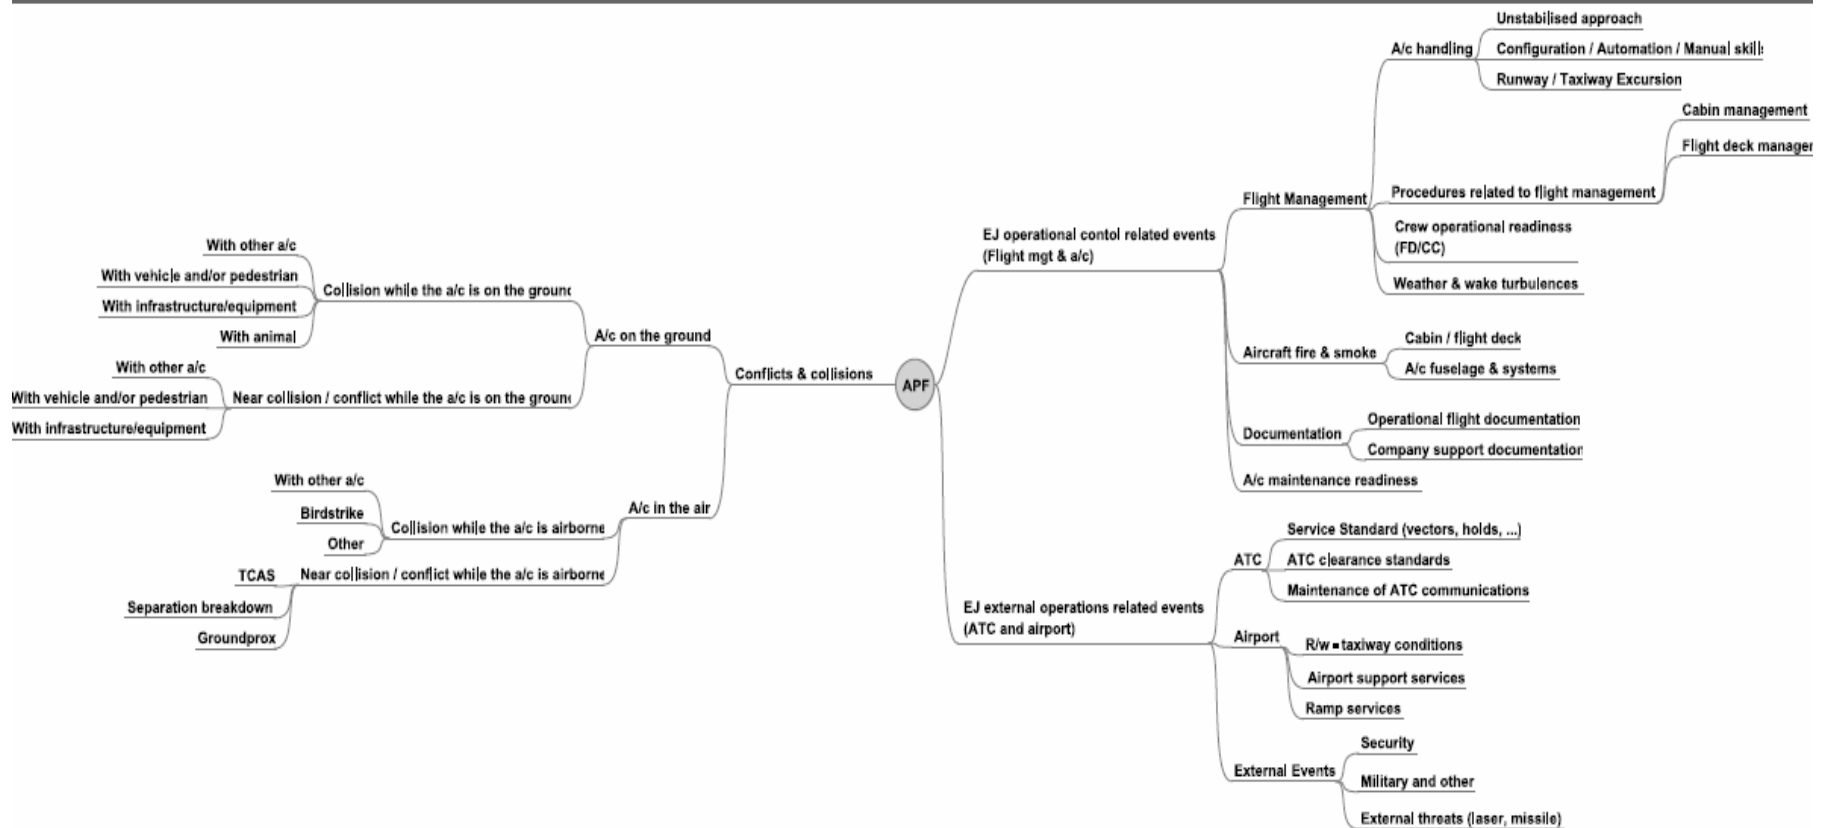 Unstabilised approach
A/c handling
Configuration / Automation / Manual skill
Runway / Taxiway Excursion
Cabin management
Flight deck manager
Procedures related to flight management
Flight Management
Crew operational readiness
(FD/CC)
Weather & wake turbulences
EJ operational contol related events
(Flight mgt & a/c)
Aircraft fire & smoke
Cabin / flight deck
A/c fuselage & systems
Documentation
Operational flight documentation
Company support documentation
A/c maintenance readiness
With other a/c
With vehicle and/or pedestrian
Collision while the a/c is on the ground
With infrastructure/equipment
With animal
A/c on the ground
With other a/c
With vehicle and/or pedestrian
Near collision / conflict while the a/c is on the ground
With infrastructure/equipment
Conflicts & collisions
APF
With other a/c
Birdstrike
Collision while the a/c is airborne
Other
A/c in the air
TCAS
Near collision / conflict while the a/c is airborne
Separation breakdown
Groundprox
Service Standard (vectors, holds, ...)
ATC
ATC clearance standards
Maintenance of ATC communications
EJ external operations related events
(ATC and airport)
Airport
R/w - taxiway conditions
Airport support services
Ramp services
Security
External Events
Military and other
External threats (laser, missile)